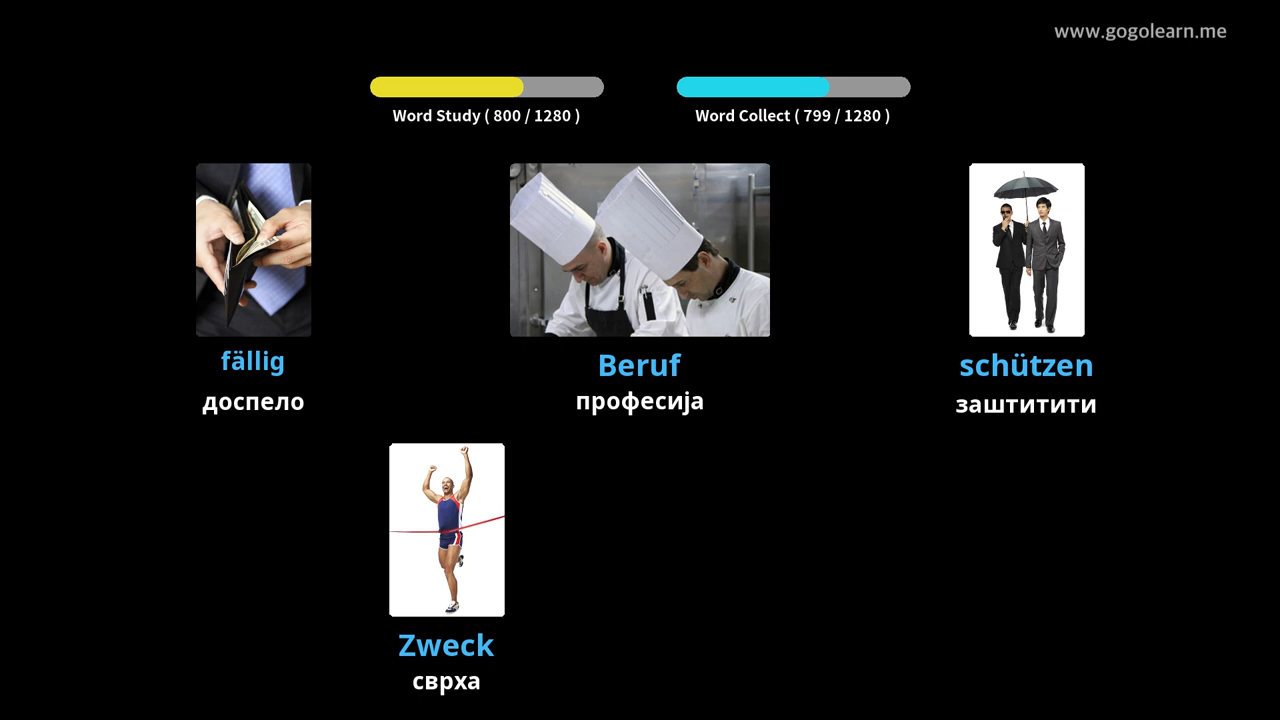 www.gogolearn.me
Word Study ( 800 / 1280 )
Word Collect ( 799 / 1280 )
fällig
доспело
Beruf
професија
schützen
заштитити
Zweck
сврха